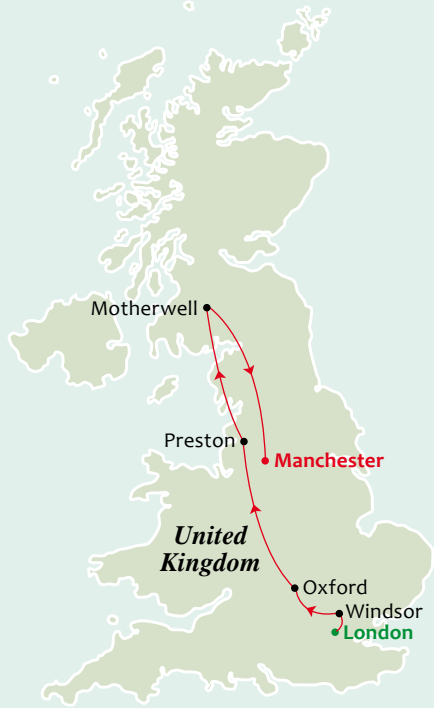 Motherwell
Preston
Manchester
United
Kingdom
Oxford
Windsor
London